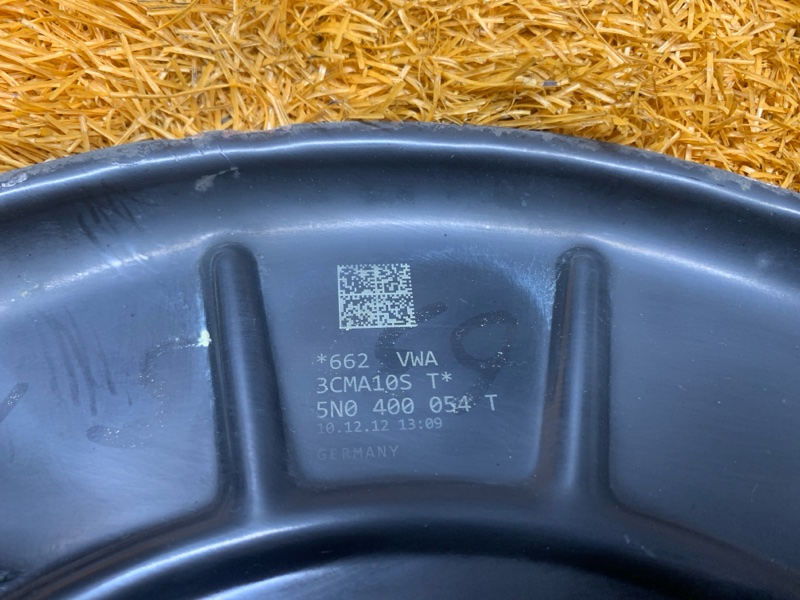 *662 VWA
3CMA10S T*
5N0 400 054 T
10.12.12 13:09
GERMANY